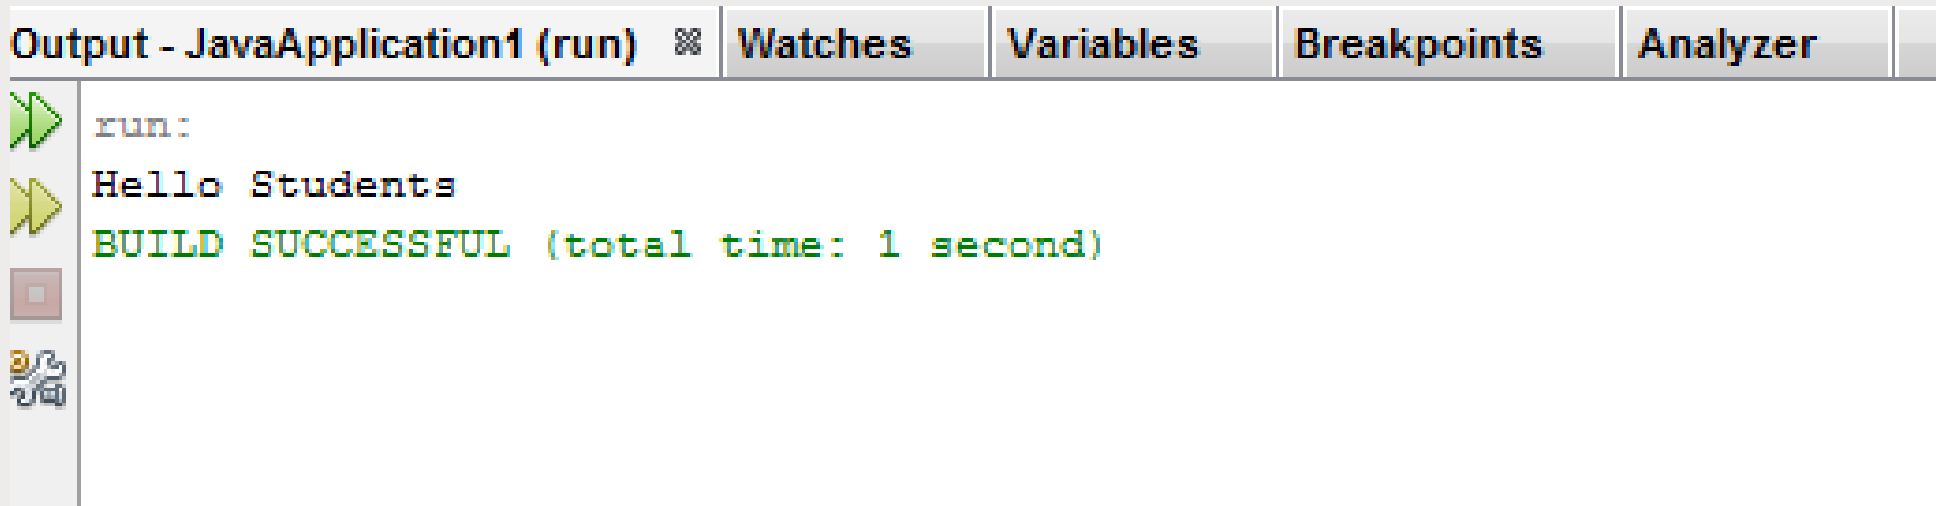 Output - JavaApplication1 (run) Watches Variables Breakpoints Analyzer
run:
Hello Students
BUILD SUCCESSFUL (total time: 1 second)